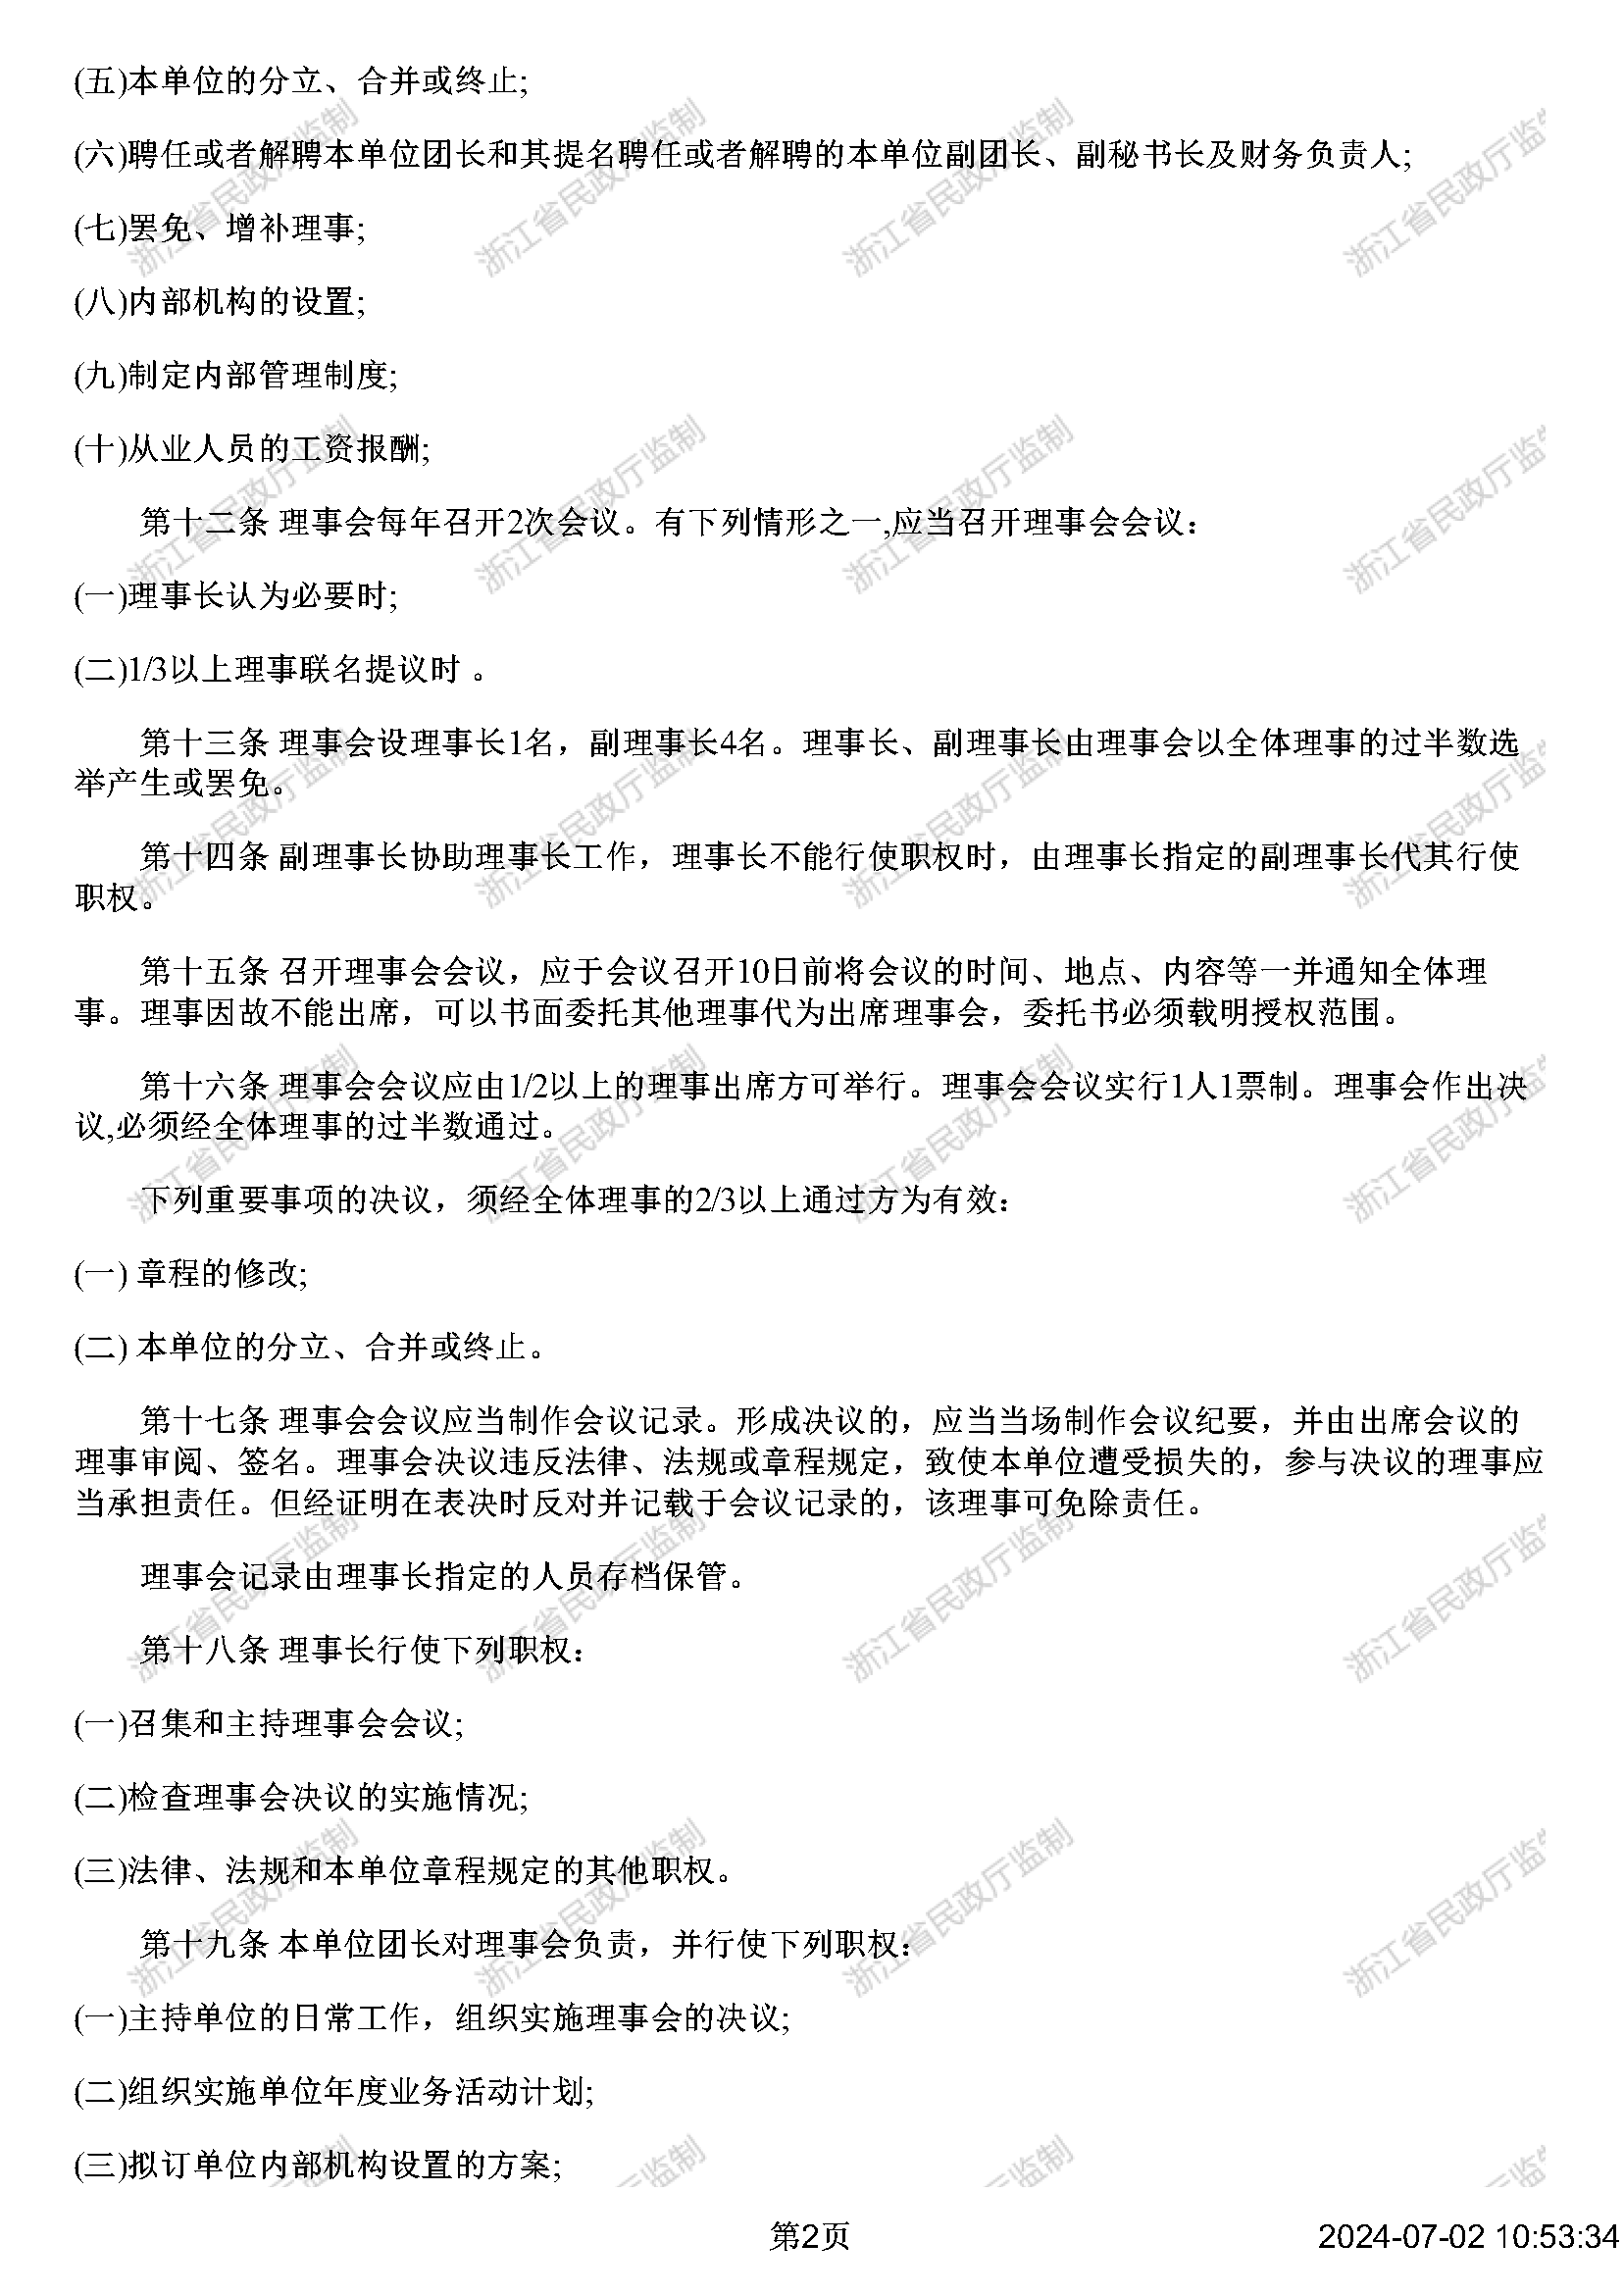 (五)本单位的分立、合并或终止;
(六)聘任或者解聘本单位团长和其提名聘任或者解聘的本单位副团长、副秘书长及财务负责人;
(七)罢免、增补理事;
(八)内部机构的设置;
(九)制定内部管理制度;
(十)从业人员的工资报酬;
第十二条 理事会每年召开2次会议。有下列情形之一,应当召开理事会会议：
(一)理事长认为必要时;
(二)1/3以上理事联名提议时 。
第十三条 理事会设理事长1名，副理事长4名。理事长、副理事长由理事会以全体理事的过半数选
举产生或罢免。
第十四条 副理事长协助理事长工作，理事长不能行使职权时，由理事长指定的副理事长代其行使
职权。
第十五条 召开理事会会议，应于会议召开10日前将会议的时间、地点、内容等一并通知全体理
事。理事因故不能出席，可以书面委托其他理事代为出席理事会，委托书必须载明授权范围。
第十六条 理事会会议应由1/2以上的理事出席方可举行。理事会会议实行1人1票制。理事会作出决
议,必须经全体理事的过半数通过。
下列重要事项的决议，须经全体理事的2/3以上通过方为有效：
(一) 章程的修改;
(二) 本单位的分立、合并或终止。
第十七条 理事会会议应当制作会议记录。形成决议的，应当当场制作会议纪要，并由出席会议的
理事审阅、签名。理事会决议违反法律、法规或章程规定，致使本单位遭受损失的，参与决议的理事应
当承担责任。但经证明在表决时反对并记载于会议记录的，该理事可免除责任。
理事会记录由理事长指定的人员存档保管。
第十八条 理事长行使下列职权：
(一)召集和主持理事会会议;
(二)检查理事会决议的实施情况;
(三)法律、法规和本单位章程规定的其他职权。
第十九条 本单位团长对理事会负责，并行使下列职权：
(一)主持单位的日常工作，组织实施理事会的决议;
(二)组织实施单位年度业务活动计划;
(三)拟订单位内部机构设置的方案;
第2页
2024-07-02 10:53:34
浙江省民政厅监制